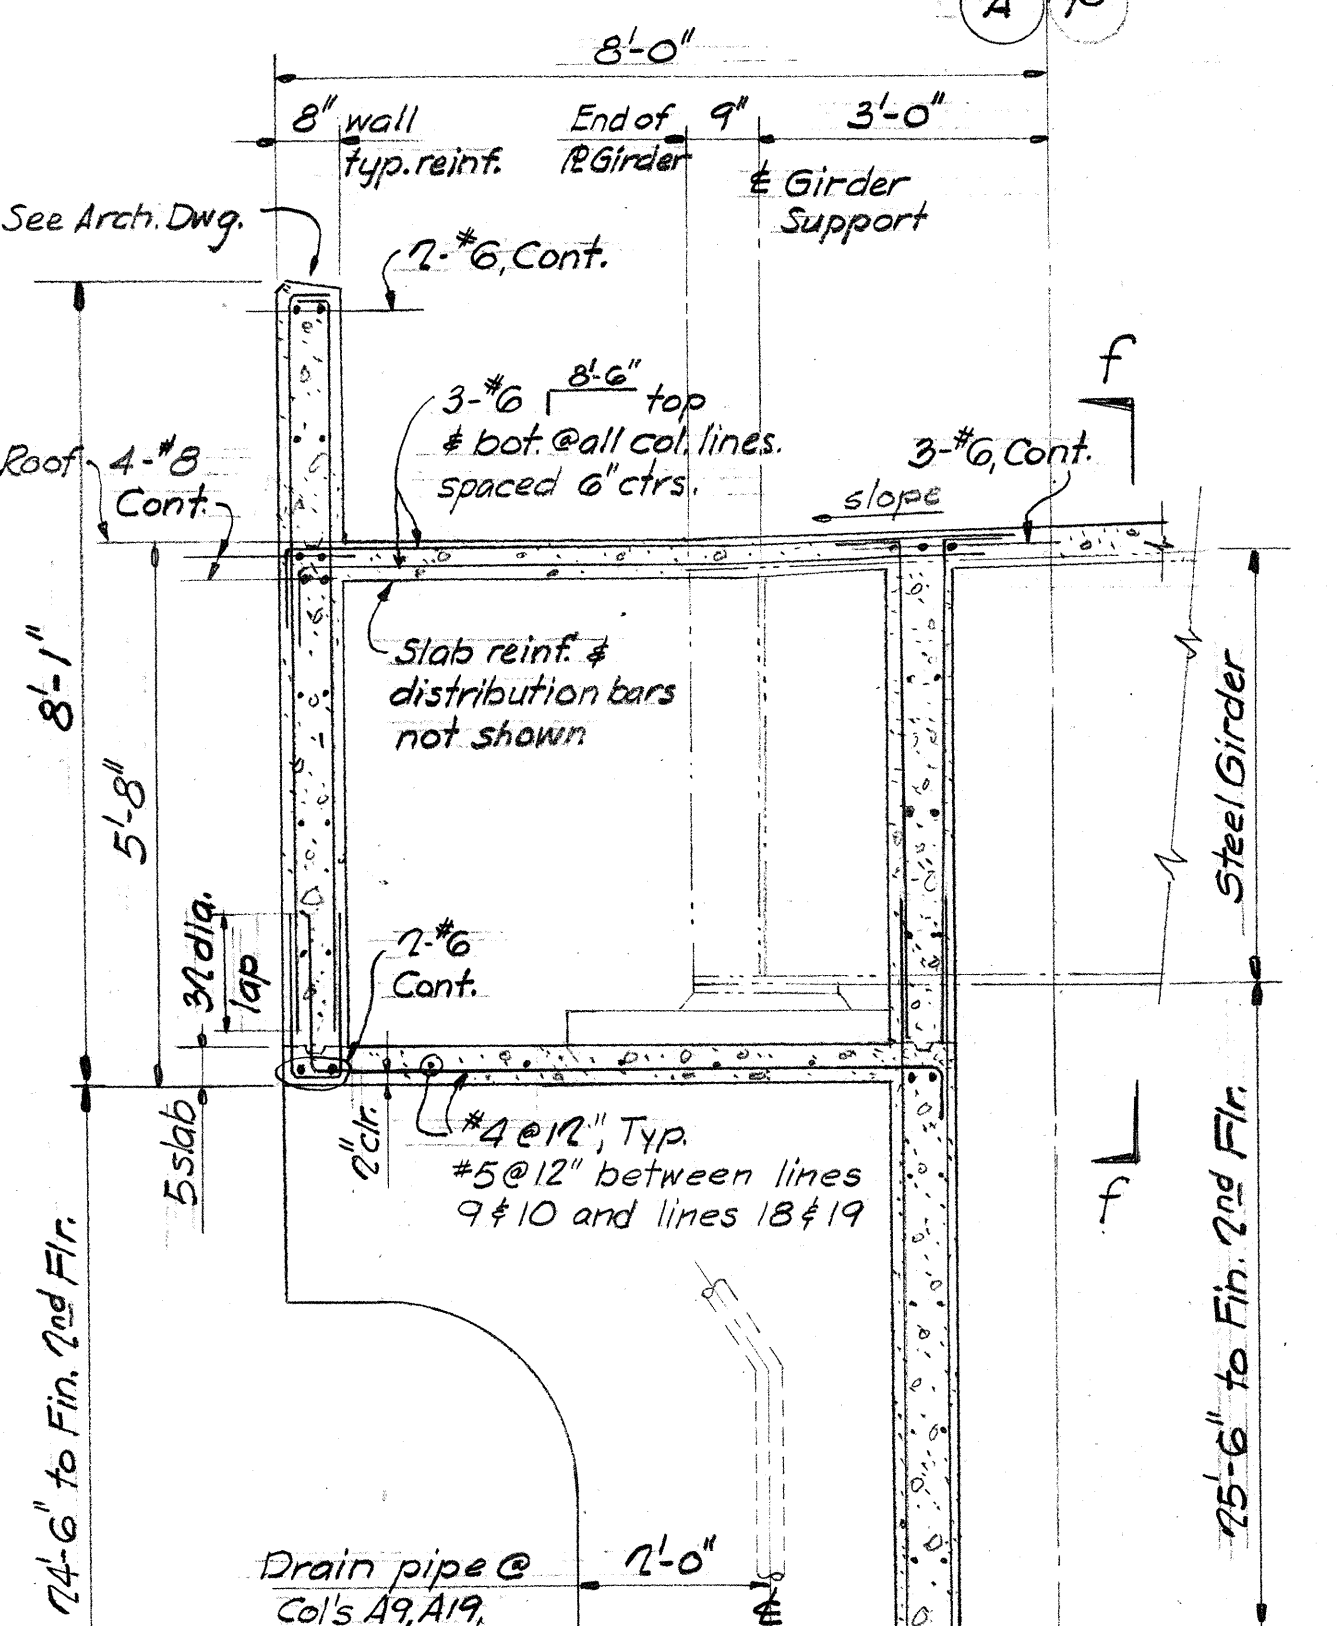 A
8'-0"
8" wall
typ. reinf.
End of
PL Girder
9"
3'-0"
℄ Girder
Support
See Arch. Dwg.
2-#6, Cont.
f
3-#6 8'-6" top
& bot. @ all col. lines.
spaced 6" ctrs.
3-#6, Cont.
Roof
4-#8
Cont.
slope
8'-1"
5'-8"
Slab reinf. &
distribution bars
not shown
Steel Girder
32 dia.
lap
2-#6
Cont.
5 slab
2" clr.
#4 @ 12", Typ.
#5 @ 12" between lines
9 & 10 and lines 18 & 19
f
24'-6" to Fin. 2nd Flr.
25'-6" to Fin. 2nd Flr.
Drain pipe @
Col's A9, A19,
2'-0"
℄